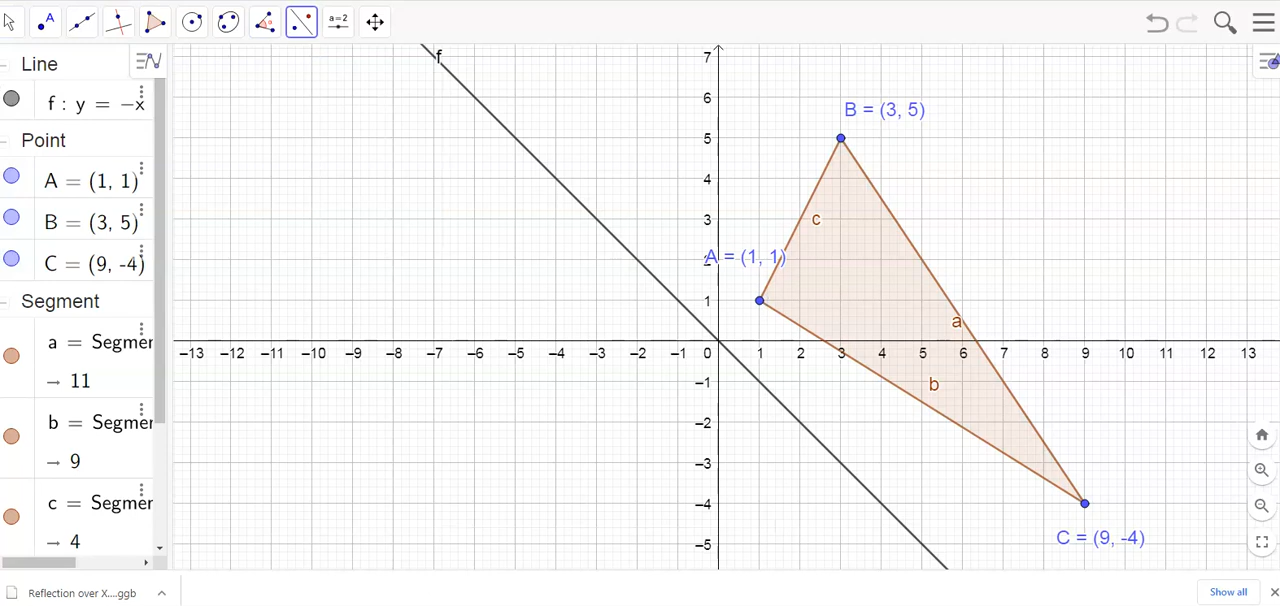 A
a=2
Line
f : y = −x
Point
A = (1, 1)
B = (3, 5)
C = (9, -4)
Segment
a = Segmer
→ 11
b = Segmer
→ 9
c = Segmer
→ 4
f
7
6
B = (3, 5)
5
4
3
c
A = (1, 1)
2
1
a
−13 −12 −11 −10 −9 −8 −7 −6 −5 −4 −3 −2 −1 0 1 2 3 4 5 6 7 8 9 10 11 12 13
−1
b
−2
−3
−4
C = (9, -4)
−5
Reflection over X....ggb
Show all